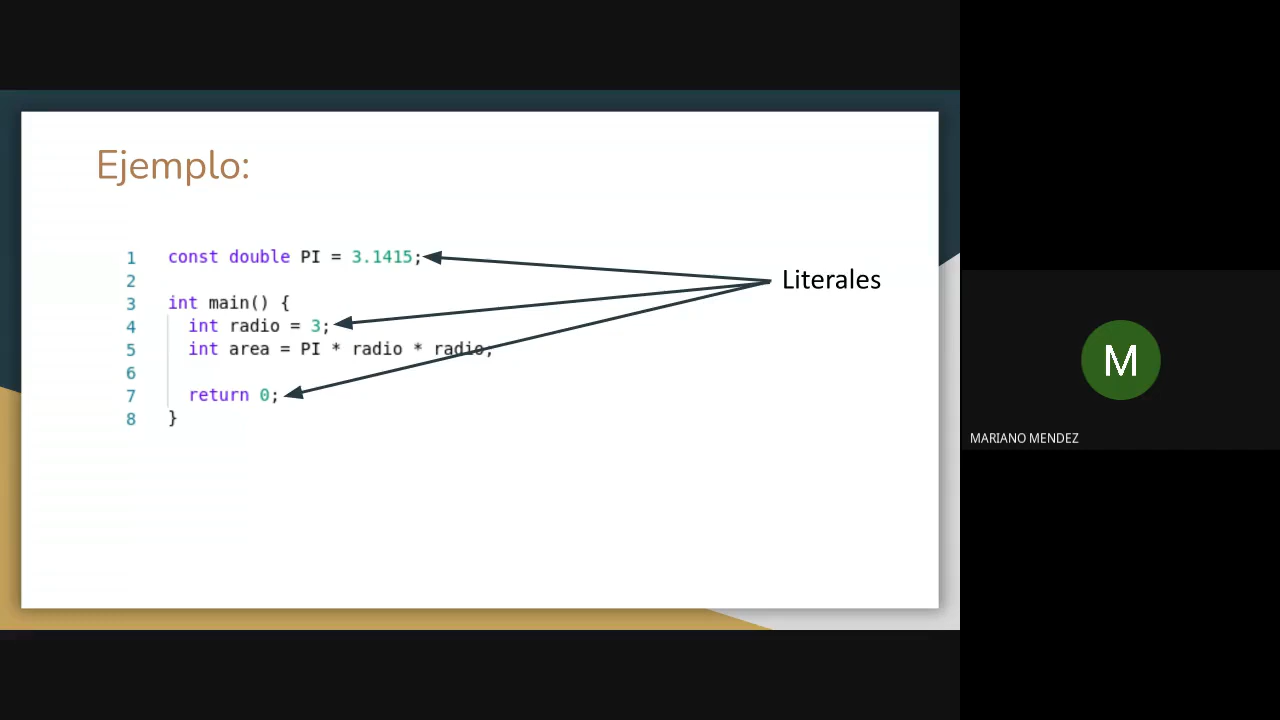 Ejemplo:
1 const double PI = 3.1415;
2
3 int main() {
4 int radio = 3;
5 int area = PI * radio * radio;
6
7 return 0;
8 }
Literales
M
MARIANO MENDEZ